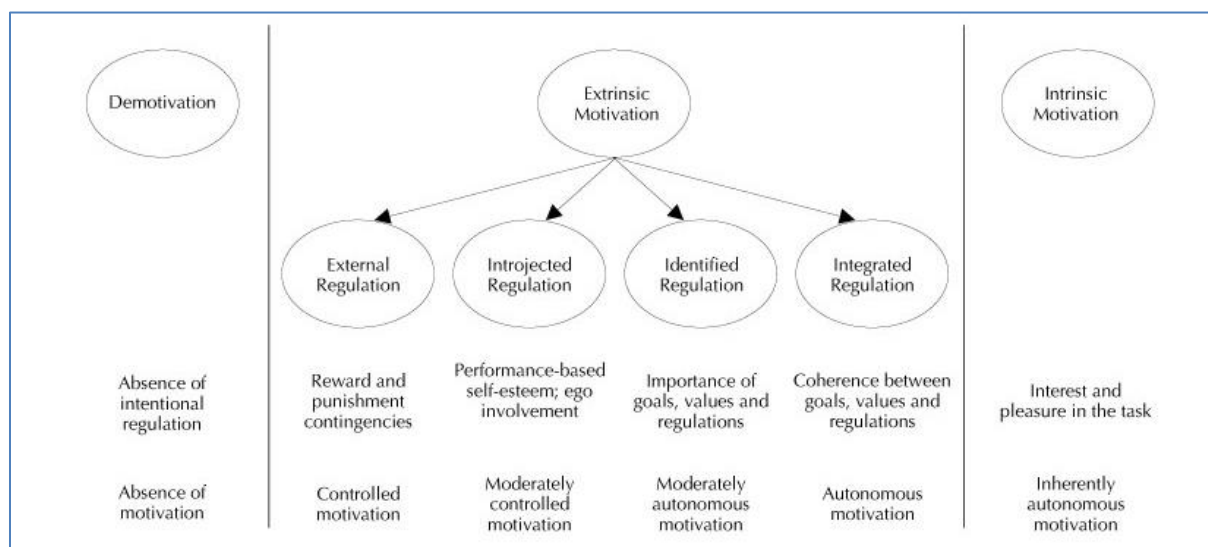 Demotivation
Extrinsic
Motivation
Intrinsic
Motivation
External
Regulation
Introjected
Regulation
Identified
Regulation
Integrated
Regulation
Absence of
intentional
regulation
Reward and
punishment
contingencies
Performance-based
self-esteem; ego
involvement
Importance of
goals, values and
regulations
Coherence between
goals, values and
regulations
Interest and
pleasure in the task
Absence of
motivation
Controlled
motivation
Moderately
controlled
motivation
Moderately
autonomous
motivation
Autonomous
motivation
Inherently
autonomous
motivation